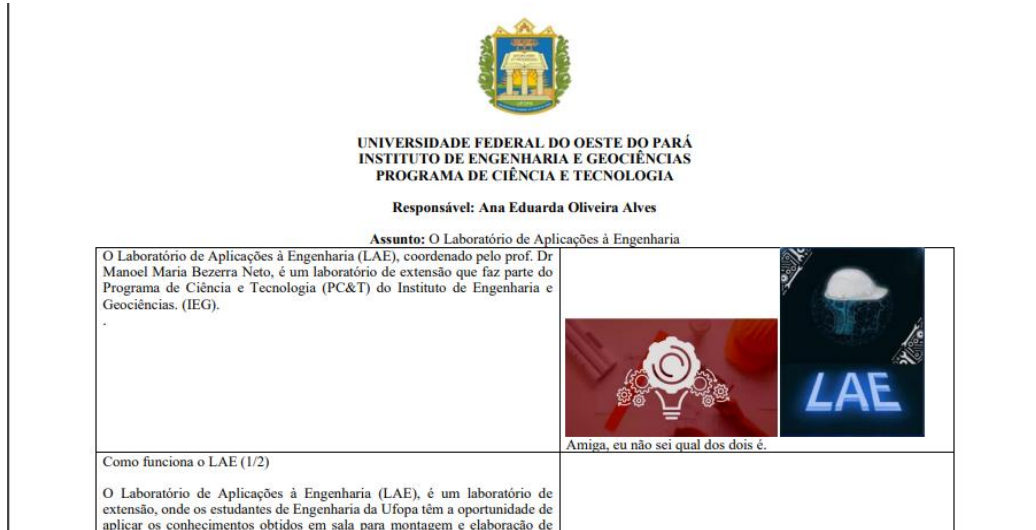 UNIVERSIDADE FEDERAL DO OESTE DO PARÁ
INSTITUTO DE ENGENHARIA E GEOCIÊNCIAS
PROGRAMA DE CIÊNCIA E TECNOLOGIA
Responsável: Ana Eduarda Oliveira Alves
Assunto: O Laboratório de Aplicações à Engenharia
O Laboratório de Aplicações à Engenharia (LAE), coordenado pelo prof. Dr
Manoel Maria Bezerra Neto, é um laboratório de extensão que faz parte do
Programa de Ciência e Tecnologia (PC&T) do Instituto de Engenharia e
Geociências. (IEG).
.
LAE
Amiga, eu não sei qual dos dois é.
Como funciona o LAE (1/2)
O Laboratório de Aplicações à Engenharia (LAE), é um laboratório de
extensão, onde os estudantes de Engenharia da Ufopa têm a oportunidade de
aplicar os conhecimentos obtidos em sala para montagem e elaboração de